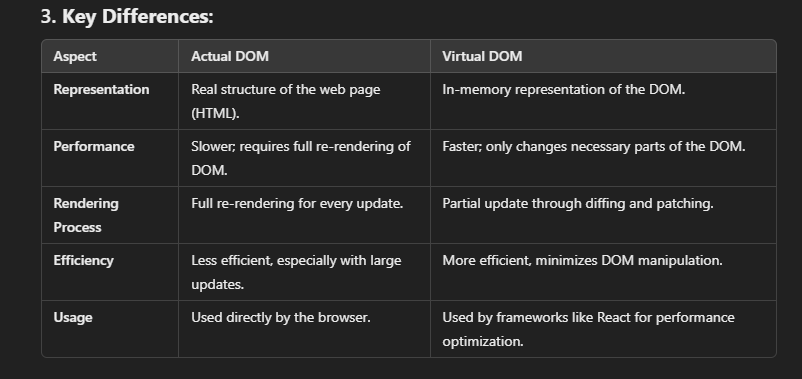 3. Key Differences:
Aspect Actual DOM Virtual DOM
Representation Real structure of the web page In-memory representation of the DOM.
(HTML).
Performance Slower; requires full re-rendering of Faster; only changes necessary parts of the DOM.
DOM.
Rendering Full re-rendering for every update. Partial update through diffing and patching.
Process
Efficiency Less efficient, especially with large More efficient, minimizes DOM manipulation.
updates.
Usage Used directly by the browser. Used by frameworks like React for performance
optimization.